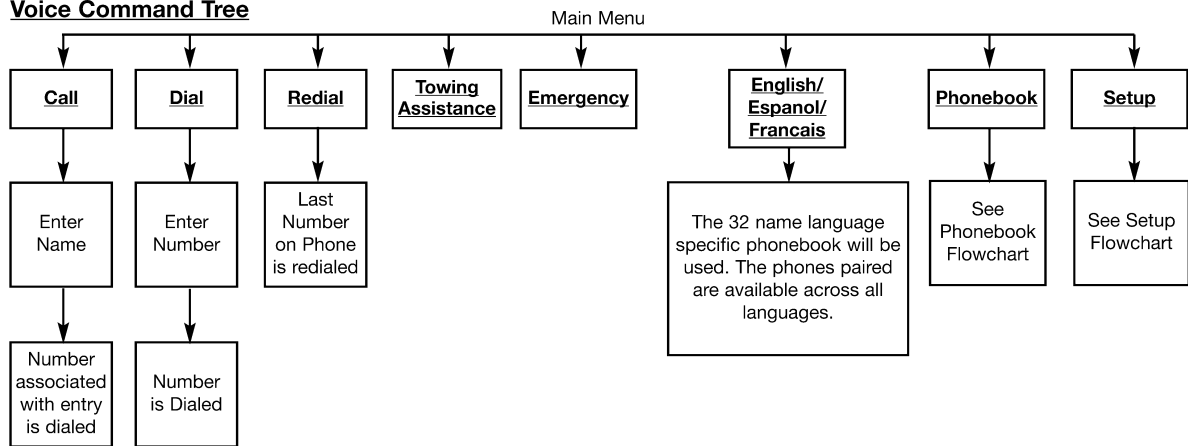 Voice Command Tree
Main Menu
Call
Dial
Redial
Towing
Assistance
Emergency
English/
Espanol/
Francais
Phonebook
Setup
Enter
Name
Enter
Number
Last
Number
on Phone
is redialed
The 32 name language
specific phonebook will be
used. The phones paired
are available across all
languages.
See
Phonebook
Flowchart
See Setup
Flowchart
Number
associated
with entry
is dialed
Number
is Dialed